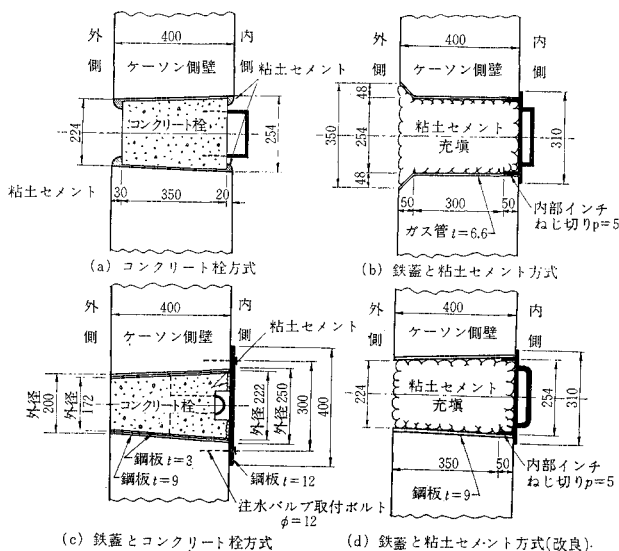 外側
400
内側
ケーソン側壁
粘土セメント
コンクリート栓
224
254
粘土セメント
30
350
20
(a) コンクリート栓方式
外側
400
内側
ケーソン側壁
48
350
254
48
粘土セメント
充塡
310
50
300
50
ガス管 t=6.6
内部インチ
ねじ切りp=5
(b) 鉄蓋と粘土セメント方式
外側
400
内側
ケーソン側壁
粘土セメント
外径
200
外径
172
コンクリート栓
外径 222
外径 250
300
400
鋼板 t=3
鋼板 t=9
鋼板 t=12
注水バルブ取付ボルト
φ=12
(c) 鉄蓋とコンクリート栓方式
外側
400
内側
ケーソン側壁
224
粘土セメント
充塡
254
310
350
50
鋼板 t=9
内部インチ
ねじ切りp=5
(d) 鉄蓋と粘土セメント方式(改良)